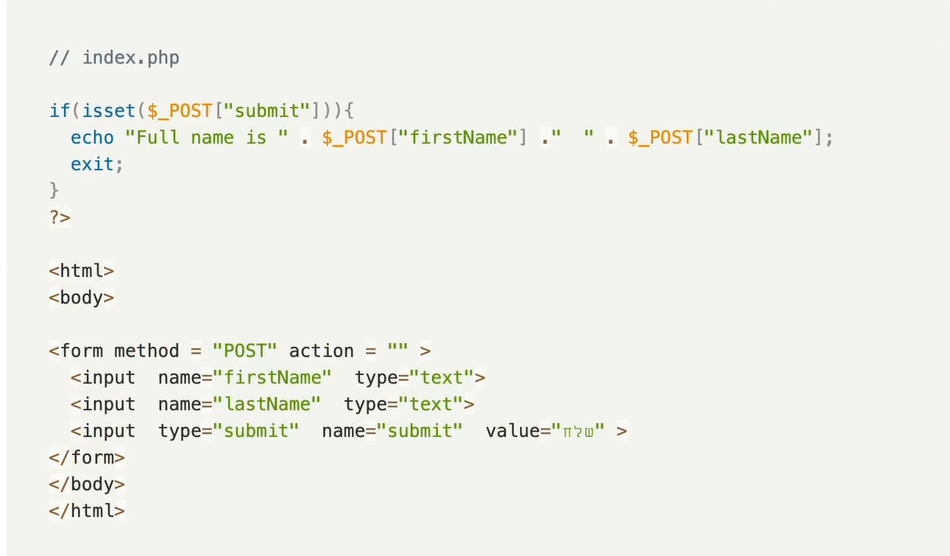 // index.php
if(isset($_POST["submit"])){
echo "Full name is " . $_POST["firstName"] ."  " . $_POST["lastName"];
exit;
}
?>
<html>
<body>
<form method = "POST" action = "" >
<input  name="firstName"  type="text">
<input  name="lastName"  type="text">
<input  type="submit"  name="submit"  value="שלח" >
</form>
</body>
</html>